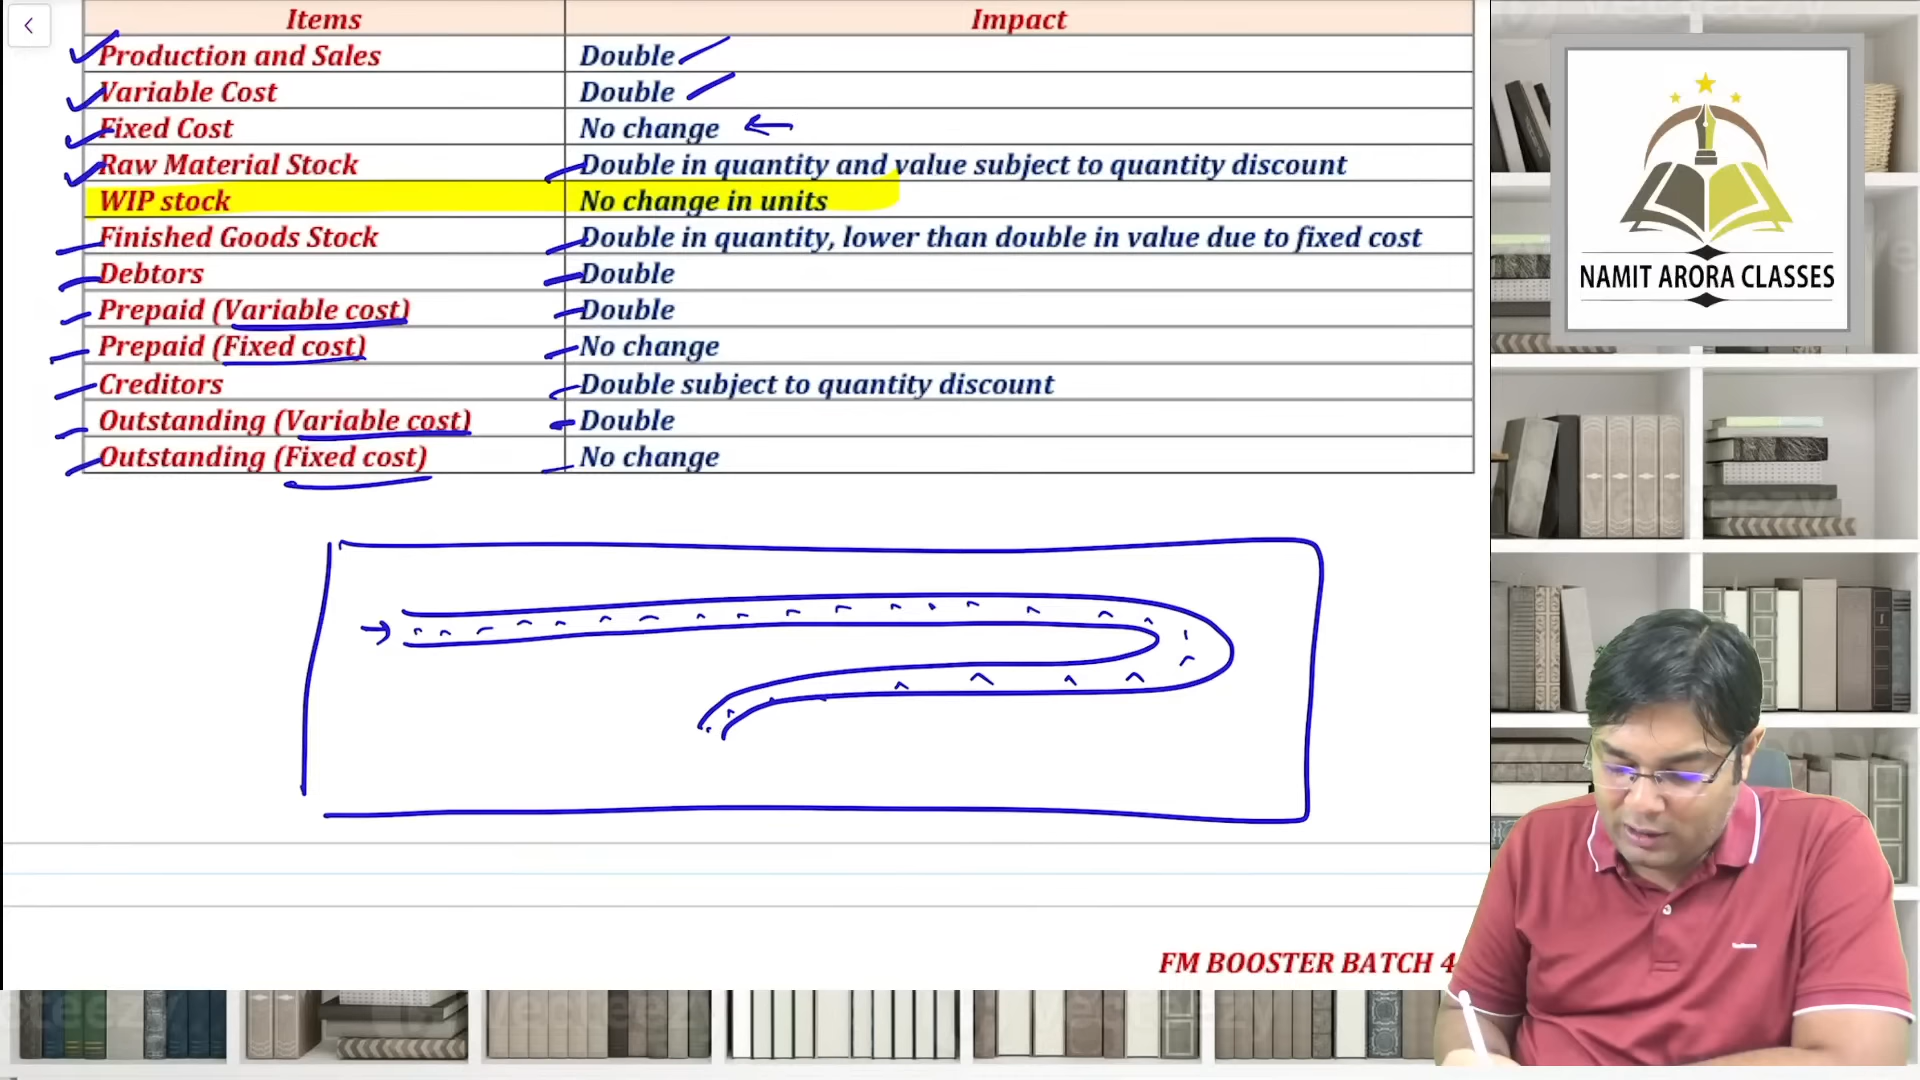 Items Impact
Production and Sales Double
Variable Cost Double
Fixed Cost No change
Raw Material Stock Double in quantity and value subject to quantity discount
WIP stock No change in units
Finished Goods Stock Double in quantity, lower than double in value due to fixed cost
Debtors Double
Prepaid (Variable cost) Double
Prepaid (Fixed cost) No change
Creditors Double subject to quantity discount
Outstanding (Variable cost) Double
Outstanding (Fixed cost) No change
NAMIT ARORA CLASSES
FM BOOSTER BATCH 4